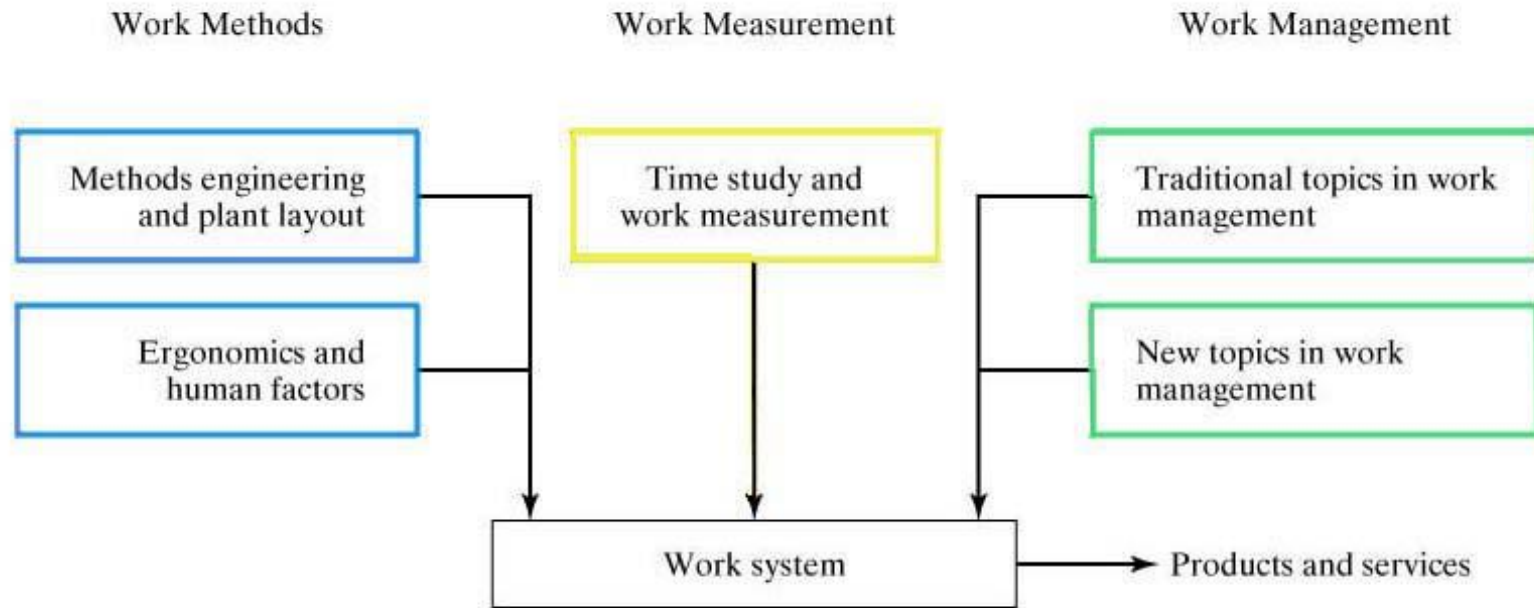 Work Methods
Work Measurement
Work Management
Methods engineering
and plant layout
Time study and
work measurement
Traditional topics in work
management
Ergonomics and
human factors
New topics in work
management
Work system
Products and services